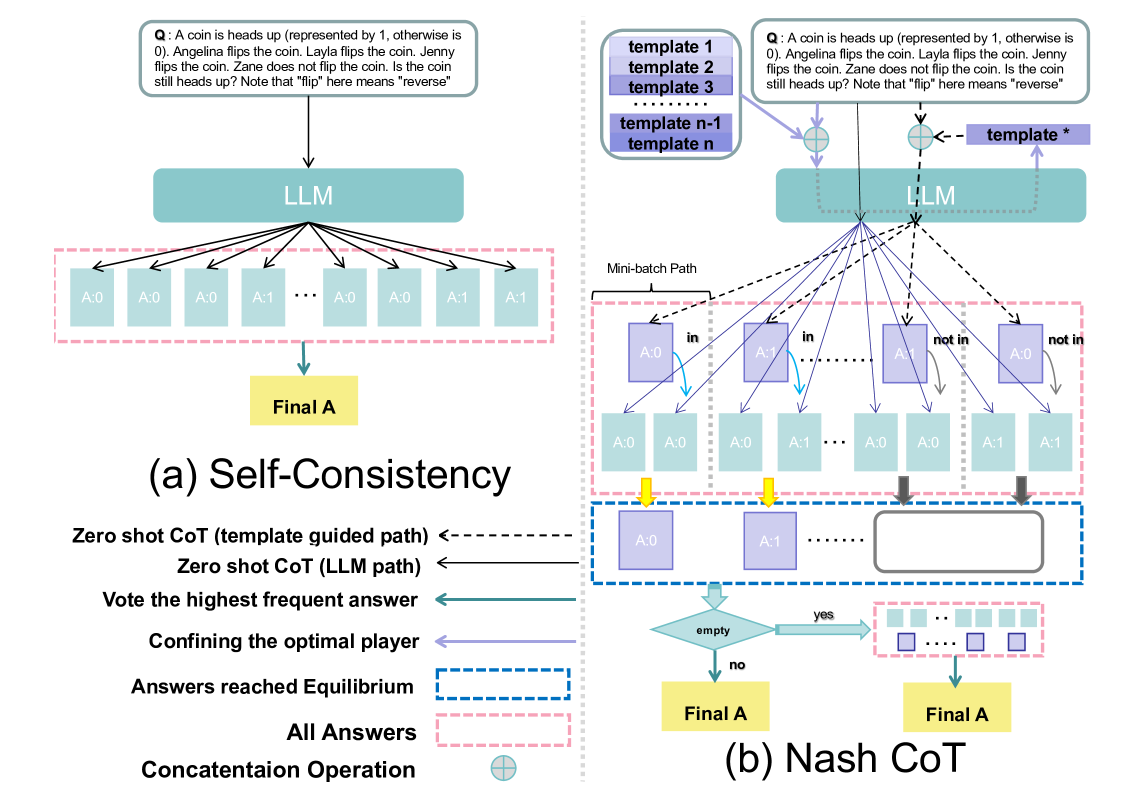 Q : A coin is heads up (represented by 1, otherwise is
0). Angelina flips the coin. Layla flips the coin. Jenny
flips the coin. Zane does not flip the coin. Is the coin
still heads up? Note that "flip" here means "reverse"
LLM
A:0
A:0
A:0
A:1
...
A:0
A:0
A:1
A:1
Final A
(a) Self-Consistency
Zero shot CoT (template guided path)
Zero shot CoT (LLM path)
Vote the highest frequent answer
Confining the optimal player
Answers reached Equilibrium
All Answers
Concatentaion Operation
template 1
template 2
template 3
.........
template n-1
template n
Q : A coin is heads up (represented by 1, otherwise is
0). Angelina flips the coin. Layla flips the coin. Jenny
flips the coin. Zane does not flip the coin. Is the coin
still heads up? Note that "flip" here means "reverse"
template *
LLM
Mini-batch Path
A:0
in
A:1
in
.........
A:1
not in
A:0
not in
A:0
A:0
A:0
A:1
...
A:0
A:0
A:1
A:1
A:0
A:1
.......
empty
yes
no
..
....
Final A
Final A
(b) Nash CoT